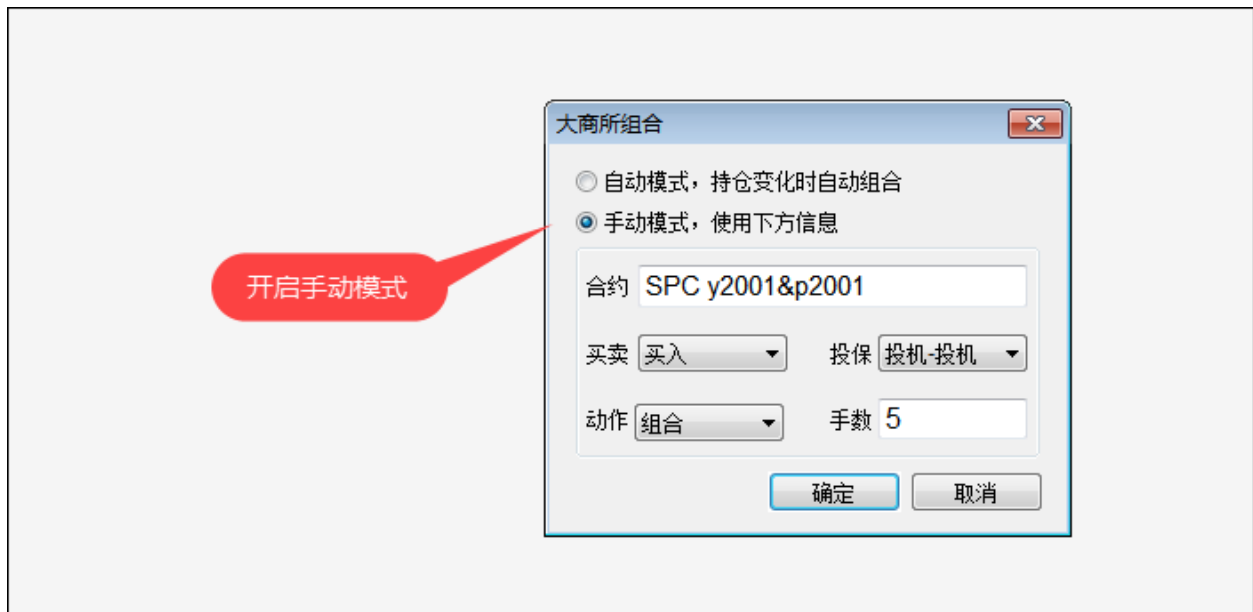 大商所组合
自动模式，持仓变化时自动组合
手动模式，使用下方信息
开启手动模式
合约 SPC y2001&p2001
买卖 买入 投保 投机-投机
动作 组合 手数 5
确定 取消